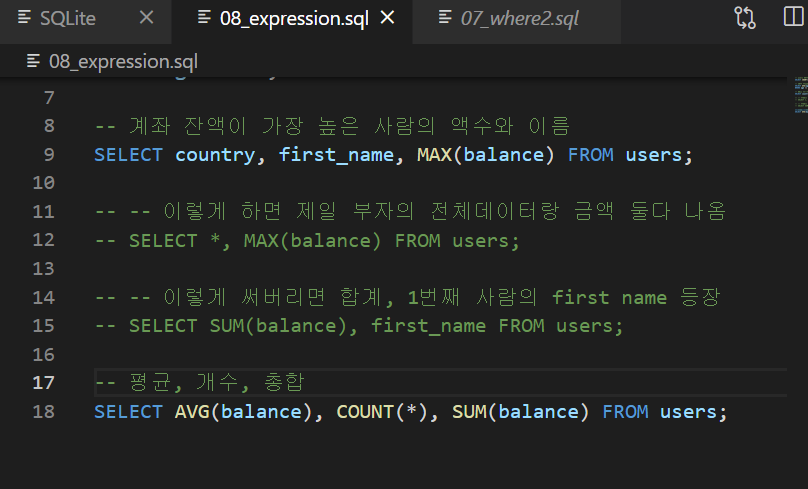 SQLite
08_expression.sql
07_where2.sql
08_expression.sql
7
8 -- 계좌 잔액이 가장 높은 사람의 액수와 이름
9 SELECT country, first_name, MAX(balance) FROM users;
10
11 -- -- 이렇게 하면 제일 부자의 전체데이터랑 금액 둘다 나옴
12 -- SELECT *, MAX(balance) FROM users;
13
14 -- -- 이렇게 써버리면 합계, 1번째 사람의 first name 등장
15 -- SELECT SUM(balance), first_name FROM users;
16
17 -- 평균, 개수, 총합
18 SELECT AVG(balance), COUNT(*), SUM(balance) FROM users;